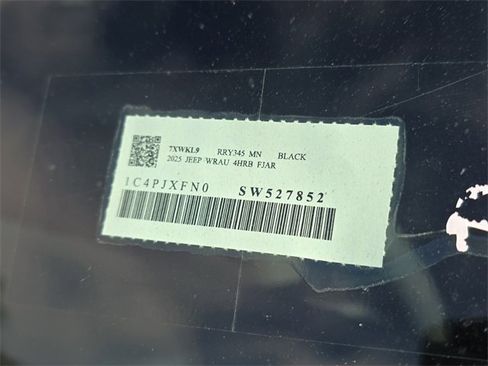 7XWKL9 RRY345 MN BLACK
2025 JEEP WRAU 4HRB FJAR
1C4PJXFN0 SW527852